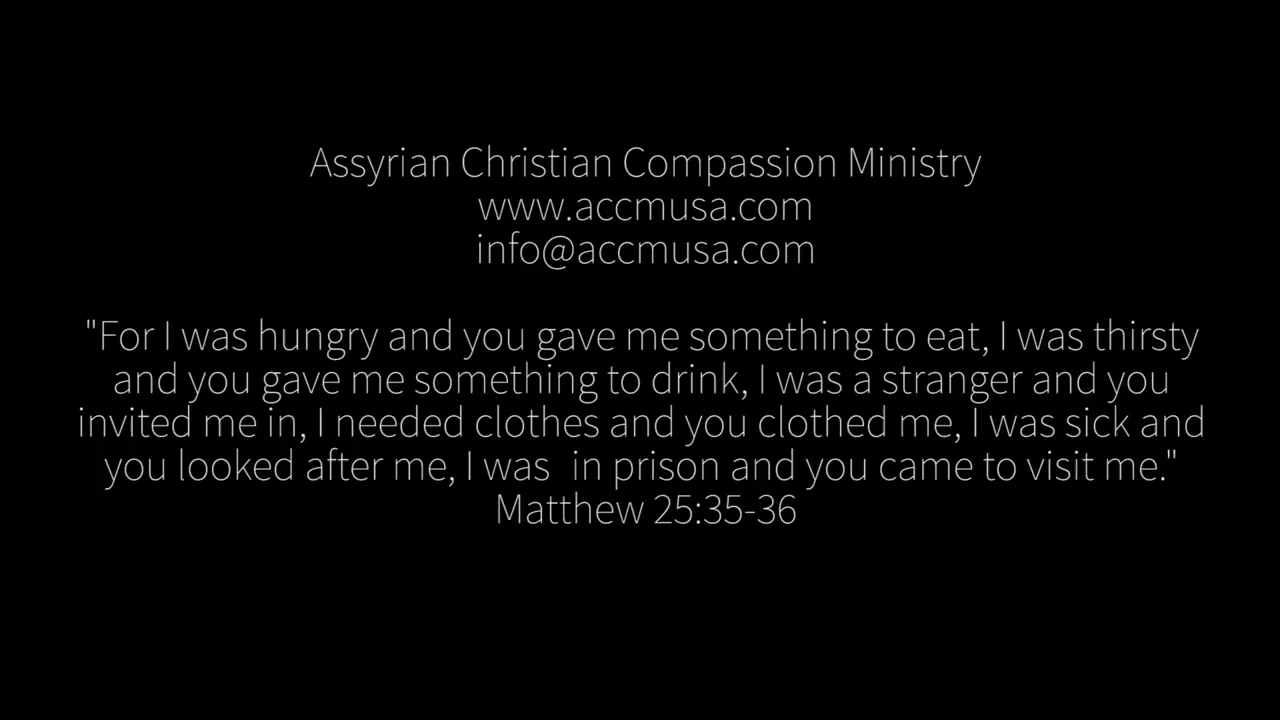 Assyrian Christian Compassion Ministry
www.accmusa.com
info@accmusa.com
"For I was hungry and you gave me something to eat, I was thirsty
and you gave me something to drink, I was a stranger and you
invited me in, I needed clothes and you clothed me, I was sick and
you looked after me, I was  in prison and you came to visit me."
Matthew 25:35-36